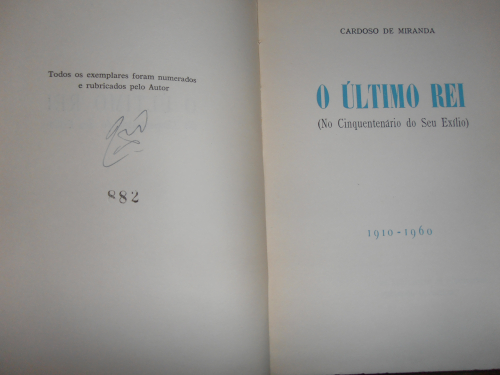 Todos os exemplares foram numerados
e rubricados pelo Autor
882
CARDOSO DE MIRANDA
O ÚLTIMO REI
(No Cinquentenário do Seu Exílio)
1910-1960